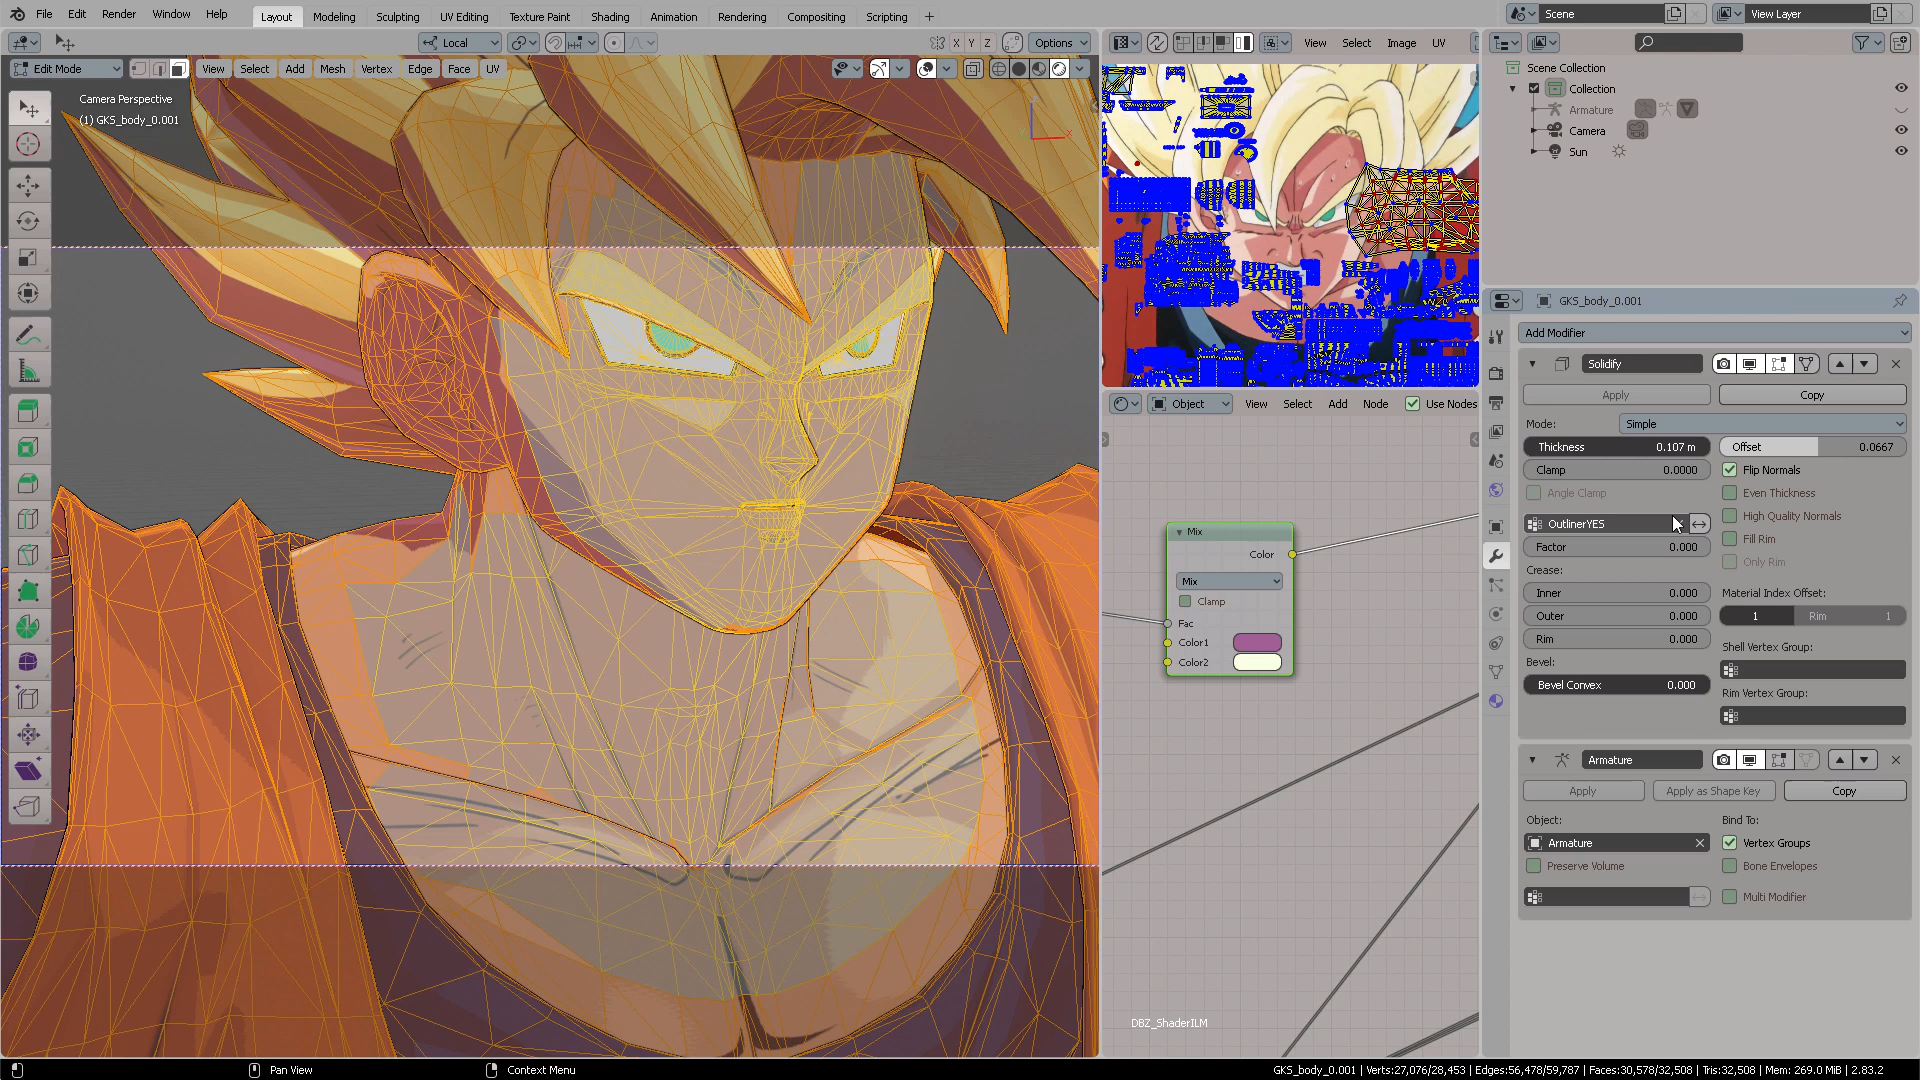 File Edit Render Window Help
Layout Modeling Sculpting UV Editing Texture Paint Shading Animation Rendering Compositing Scripting +
Scene
View Layer
Local
X Y Z
Options
View Select Image UV
Edit Mode
View Select Add Mesh Vertex Edge Face UV
Camera Perspective
(1) GKS_body_0.001
Scene Collection
Collection
Armature
Camera
Sun
GKS_body_0.001
Add Modifier
Solidify
Apply
Copy
Mode: Simple
Thickness 0.107 m
Offset 0.0667
Clamp 0.0000
Flip Normals
Angle Clamp
Even Thickness
OutlinerYES
High Quality Normals
Factor 0.000
Fill Rim
Crease:
Only Rim
Inner 0.000
Material Index Offset:
Outer 0.000
1 Rim 1
Rim 0.000
Shell Vertex Group:
Bevel:
Bevel Convex 0.000
Rim Vertex Group:
Armature
Apply
Apply as Shape Key
Copy
Object:
Bind To:
Armature
Vertex Groups
Preserve Volume
Bone Envelopes
Multi Modifier
Object
View Select Add Node
Use Nodes
Mix
Color
Mix
Clamp
Fac
Color1
Color2
DBZ_ShaderILM
Pan View
Context Menu
GKS_body_0.001 | Verts:27,076/28,453 | Edges:56,478/59,787 | Faces:30,578/32,508 | Tris:32,508 | Mem: 269.0 MiB | 2.83.2